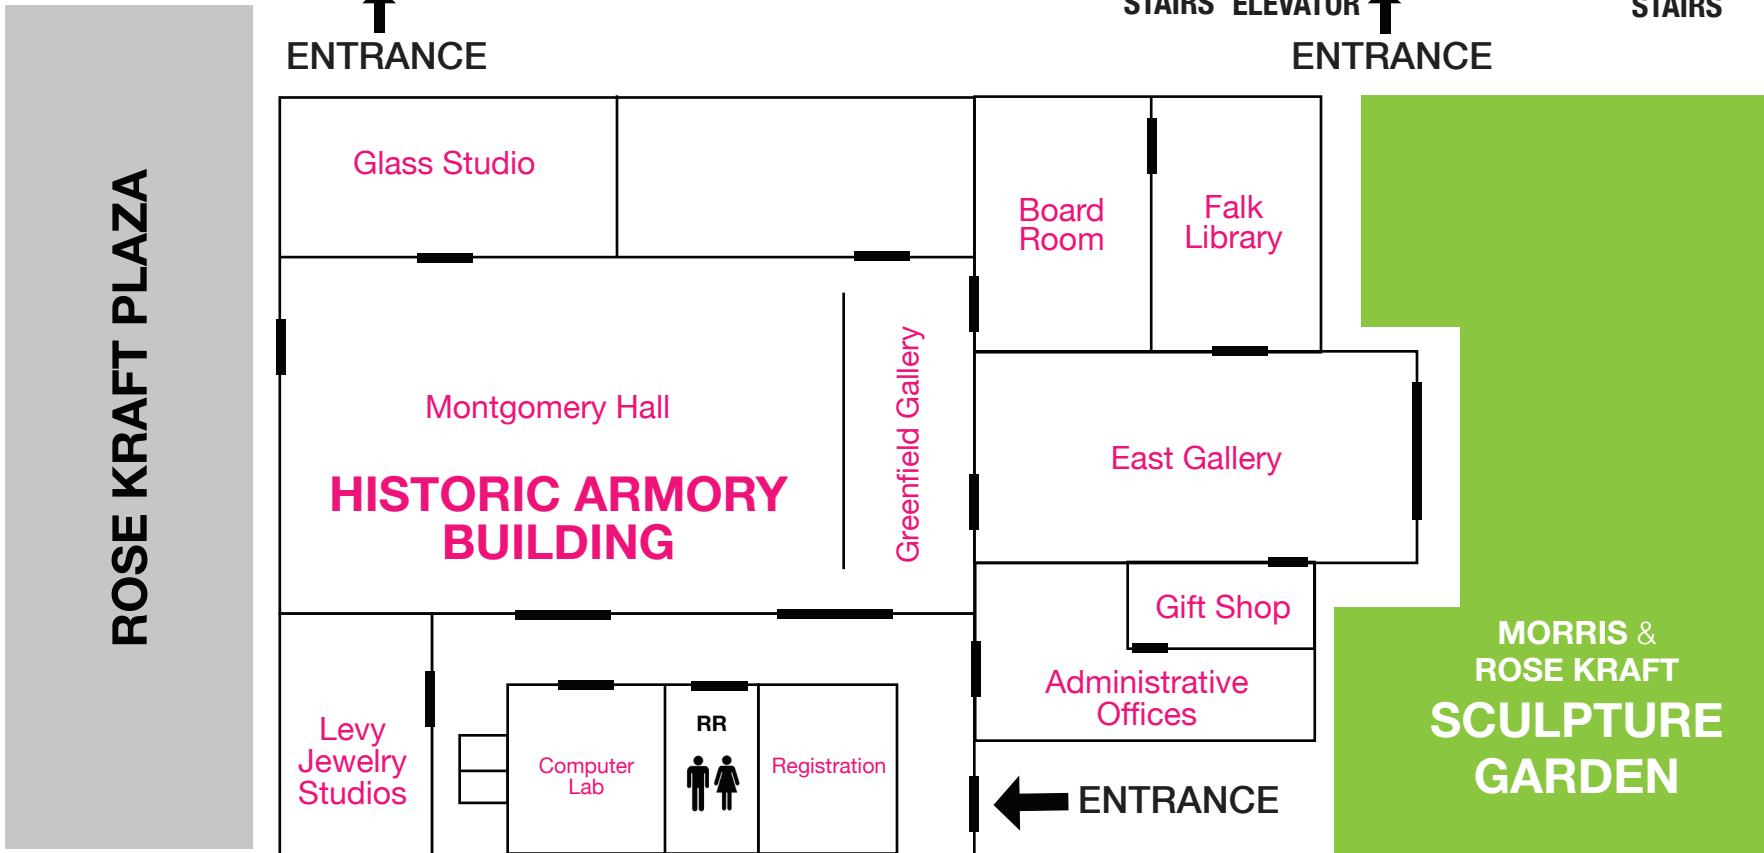 STAIRS ELEVATOR
STAIRS
ENTRANCE
ENTRANCE
ROSE KRAFT PLAZA
Glass Studio
Board
Room
Falk
Library
Montgomery Hall
HISTORIC ARMORY
BUILDING
Greenfield Gallery
East Gallery
Gift Shop
Administrative
Offices
Levy
Jewelry
Studios
Computer
Lab
RR
Registration
ENTRANCE
MORRIS &
ROSE KRAFT
SCULPTURE
GARDEN